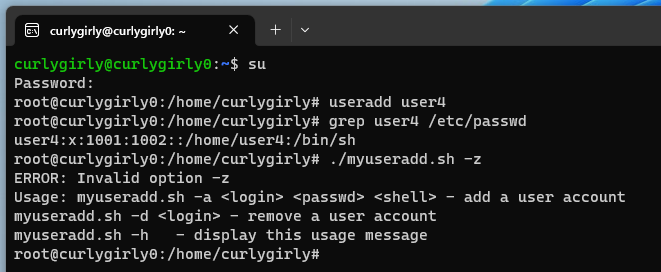 curlygirly@curlygirly0: ~
curlygirly@curlygirly0:~$ su
Password:
root@curlygirly0:/home/curlygirly# useradd user4
root@curlygirly0:/home/curlygirly# grep user4 /etc/passwd
user4:x:1001:1002::/home/user4:/bin/sh
root@curlygirly0:/home/curlygirly# ./myuseradd.sh -z
ERROR: Invalid option -z
Usage: myuseradd.sh -a <login> <passwd> <shell> - add a user account
myuseradd.sh -d <login> - remove a user account
myuseradd.sh -h   - display this usage message
root@curlygirly0:/home/curlygirly#